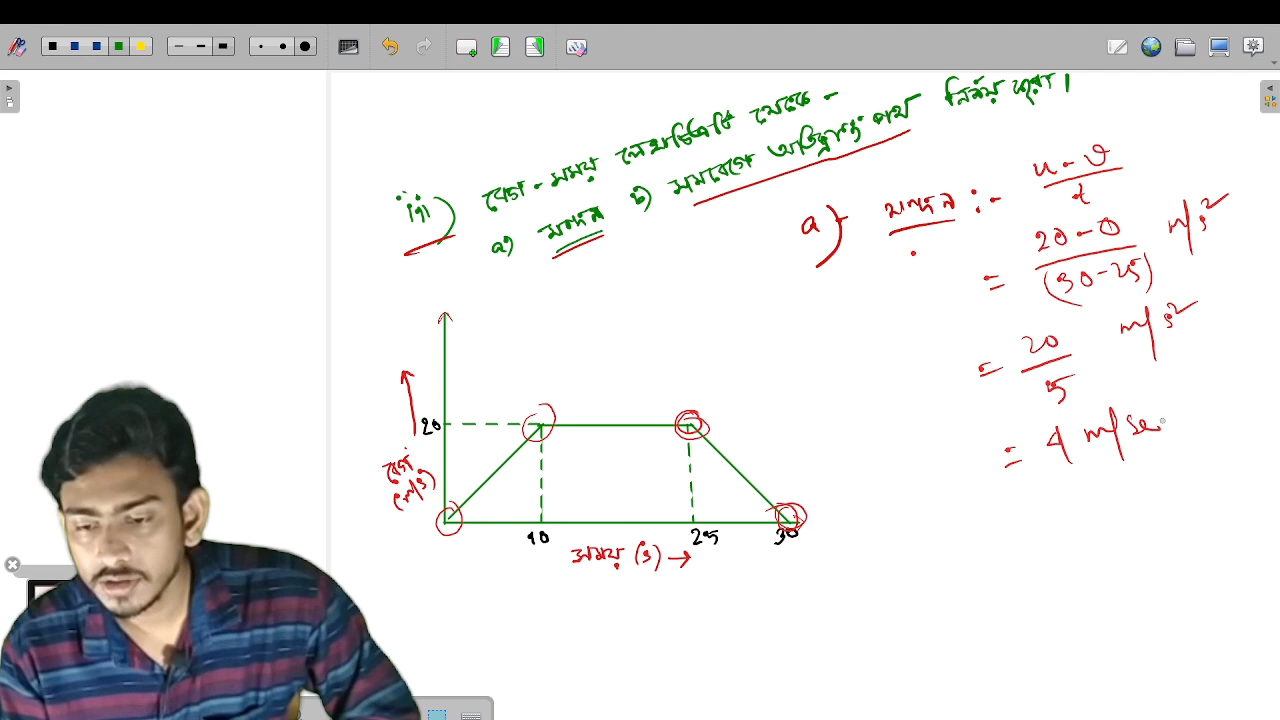 iii) বেগ - সময় লেখচিত্রটি থেকে -
a) মন্দন b) সমবেগে অতিক্রান্ত পথ নির্ণয় করো।
a) মন্দন :- u - v / t
= 20 - 0 / (30 - 25) m/s²
= 20 / 5 m/s²
= 4 m/se
20
বেগ
(m/s)
10 25 30
সময় (s) →